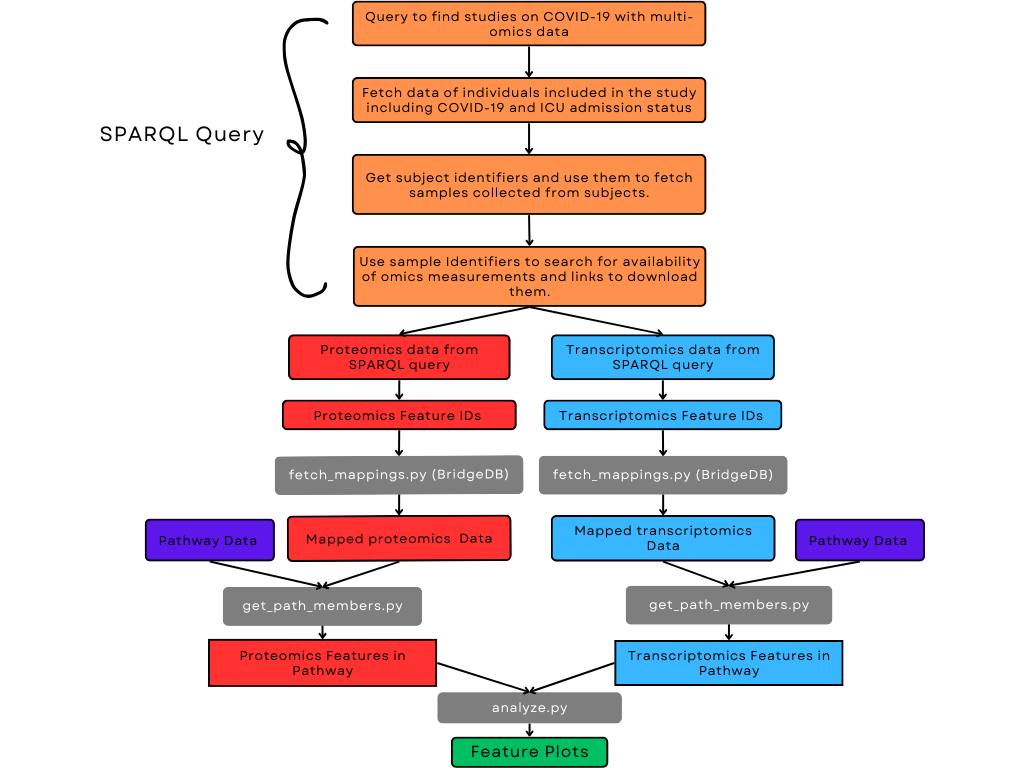 Query to find studies on COVID-19 with multi-
omics data
Fetch data of individuals included in the study
including COVID-19 and ICU admission status
SPARQL Query
Get subject identifiers and use them to fetch
samples collected from subjects.
Use sample Identifiers to search for availability
of omics measurements and links to download
them.
Proteomics data from
SPARQL query
Transcriptomics data from
SPARQL query
Proteomics Feature IDs
Transcriptomics Feature IDs
fetch_mappings.py (BridgeDB)
fetch_mappings.py (BridgeDB)
Pathway Data
Mapped proteomics  Data
Mapped transcriptomics
Data
Pathway Data
get_path_members.py
get_path_members.py
Proteomics Features in
Pathway
Transcriptomics Features in
Pathway
analyze.py
Feature Plots